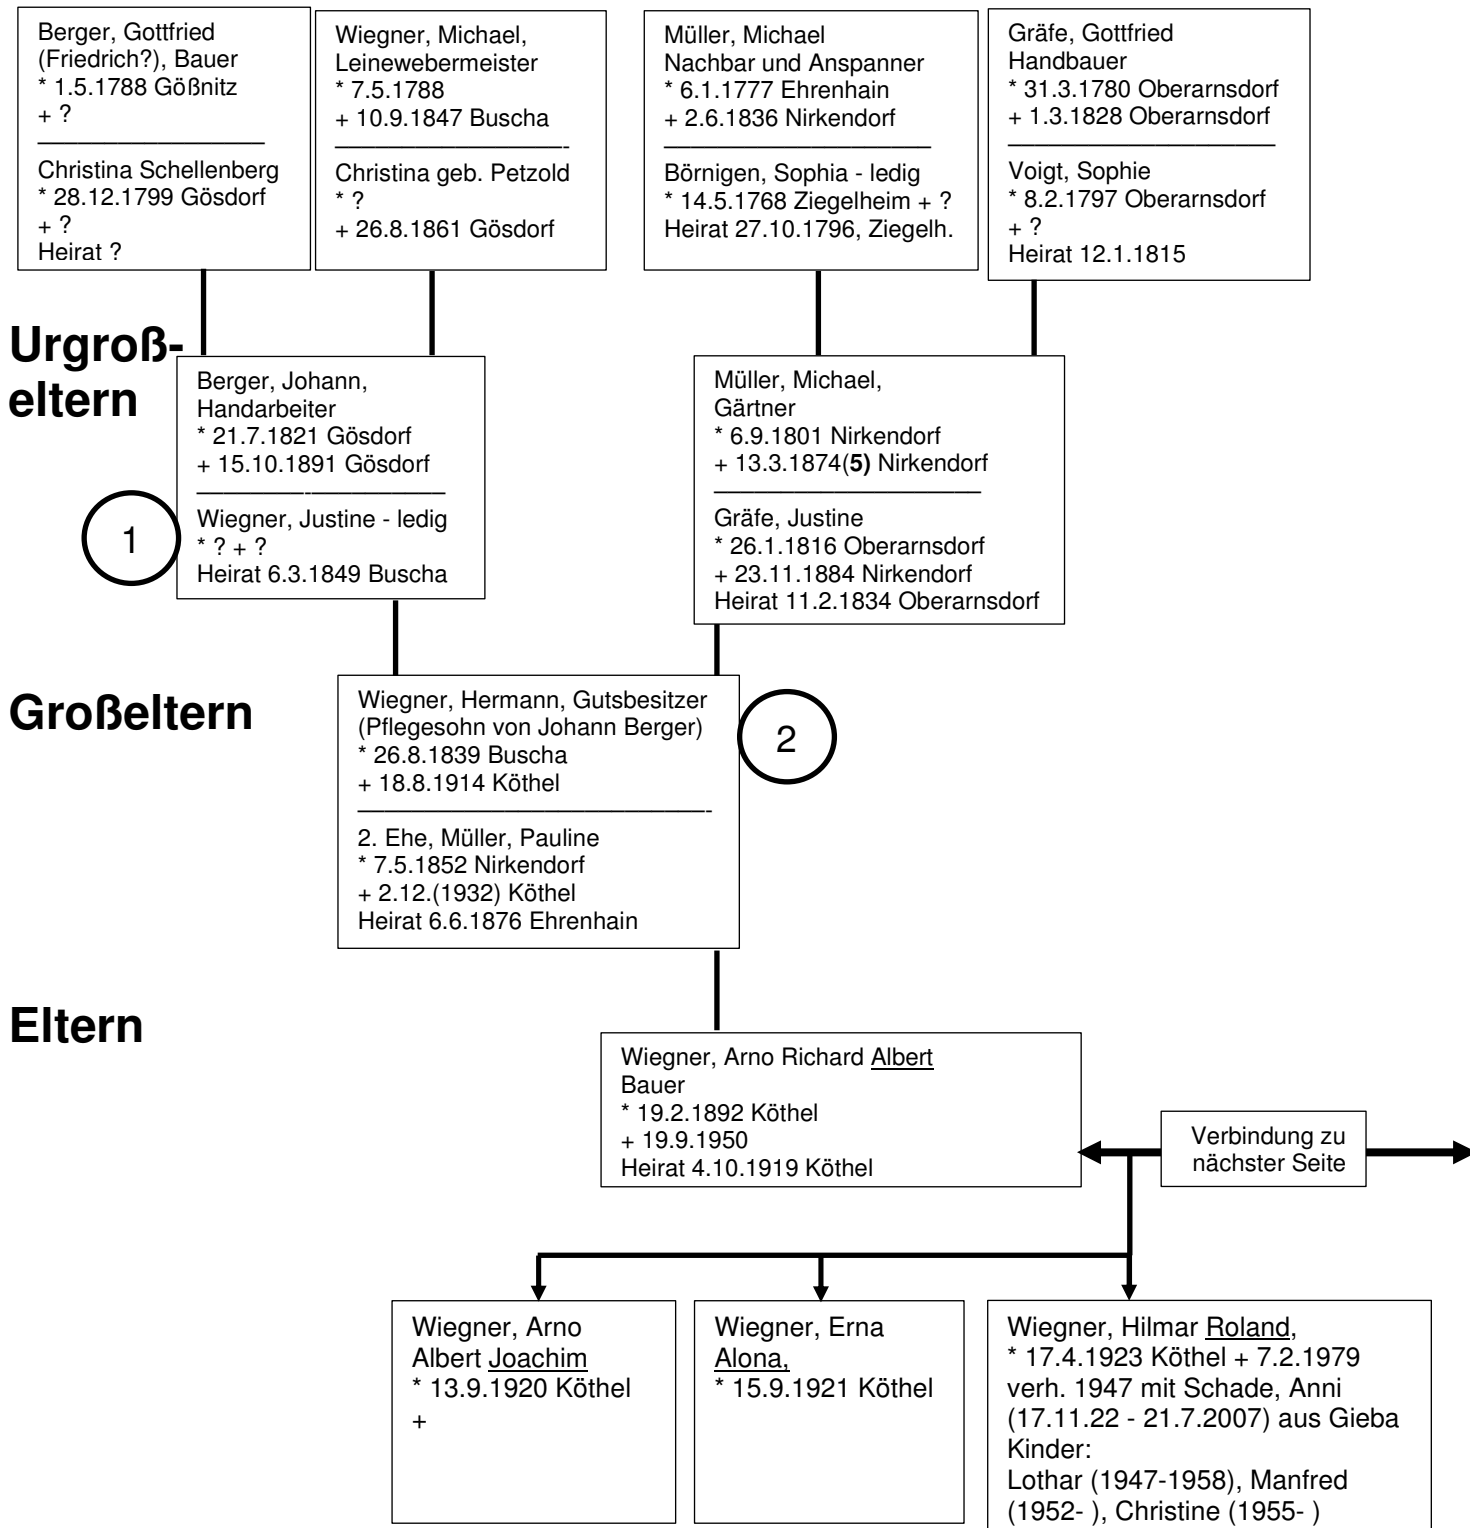 Berger, Gottfried
(Friedrich?), Bauer
* 1.5.1788 Gößnitz
+ ?
Christina Schellenberg
* 28.12.1799 Gösdorf
+ ?
Heirat ?
Wiegner, Michael,
Leinewebermeister
* 7.5.1788
+ 10.9.1847 Buscha
Christina geb. Petzold
* ?
+ 26.8.1861 Gösdorf
Müller, Michael
Nachbar und Anspanner
* 6.1.1777 Ehrenhain
+ 2.6.1836 Nirkendorf
Börnigen, Sophia - ledig
* 14.5.1768 Ziegelheim + ?
Heirat 27.10.1796, Ziegelh.
Gräfe, Gottfried
Handbauer
* 31.3.1780 Oberarnsdorf
+ 1.3.1828 Oberarnsdorf
Voigt, Sophie
* 8.2.1797 Oberarnsdorf
+ ?
Heirat 12.1.1815
Urgroß-
eltern
Berger, Johann,
Handarbeiter
* 21.7.1821 Gösdorf
+ 15.10.1891 Gösdorf
Wiegner, Justine - ledig
* ? + ?
Heirat 6.3.1849 Buscha
1
Müller, Michael,
Gärtner
* 6.9.1801 Nirkendorf
+ 13.3.1874(5) Nirkendorf
Gräfe, Justine
* 26.1.1816 Oberarnsdorf
+ 23.11.1884 Nirkendorf
Heirat 11.2.1834 Oberarnsdorf
Großeltern
Wiegner, Hermann, Gutsbesitzer
(Pflegesohn von Johann Berger)
* 26.8.1839 Buscha
+ 18.8.1914 Köthel
2. Ehe, Müller, Pauline
* 7.5.1852 Nirkendorf
+ 2.12.(1932) Köthel
Heirat 6.6.1876 Ehrenhain
2
Eltern
Wiegner, Arno Richard Albert
Bauer
* 19.2.1892 Köthel
+ 19.9.1950
Heirat 4.10.1919 Köthel
Verbindung zu
nächster Seite
Wiegner, Arno
Albert Joachim
* 13.9.1920 Köthel
+
Wiegner, Erna
Alona,
* 15.9.1921 Köthel
Wiegner, Hilmar Roland,
* 17.4.1923 Köthel + 7.2.1979
verh. 1947 mit Schade, Anni
(17.11.22 - 21.7.2007) aus Gieba
Kinder:
Lothar (1947-1958), Manfred
(1952- ), Christine (1955- )